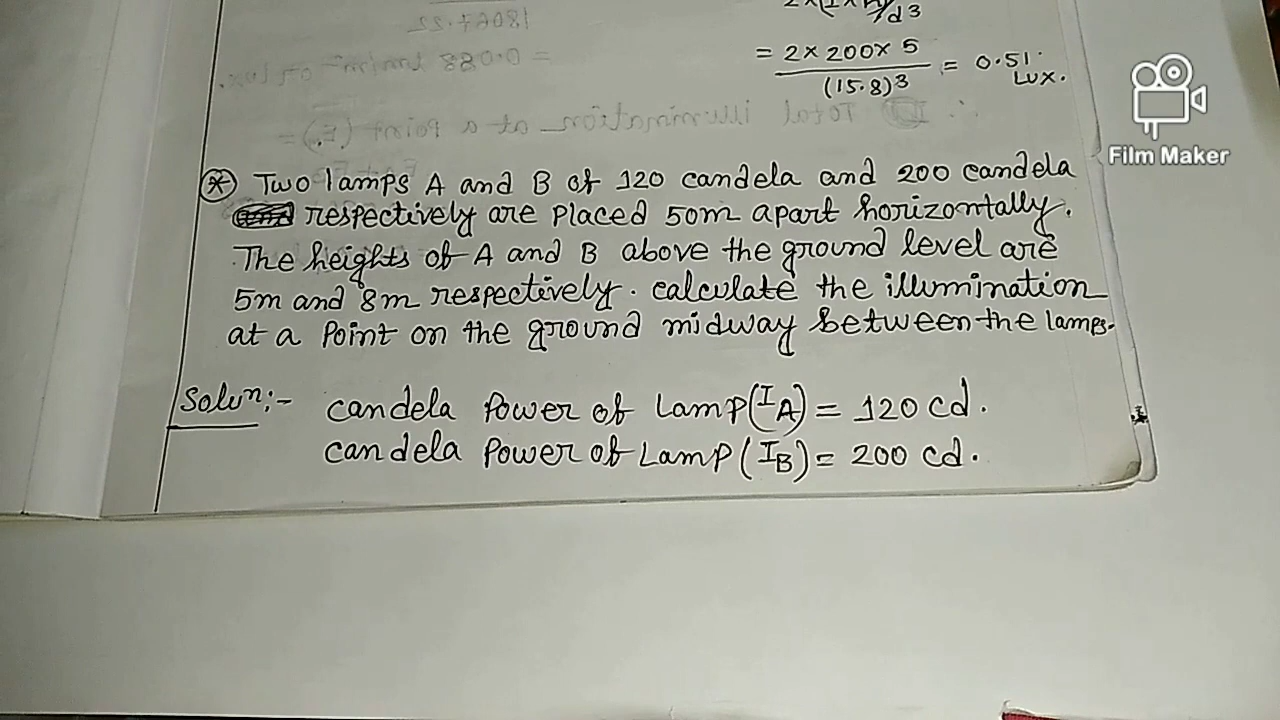 2×(I×h)/d3
= 2 × 200 × 5 / (15.8)3 = 0.51 Lux.
Film Maker
* Two lamps A and B of 120 candela and 200 candela
respectively are placed 50m apart horizontally.
The heights of A and B above the ground level are
5m and 8m respectively. calculate the illumination
at a point on the ground midway between the lamps.
Solun:- candela power of Lamp(IA) = 120 cd.
candela power of Lamp (IB) = 200 cd.